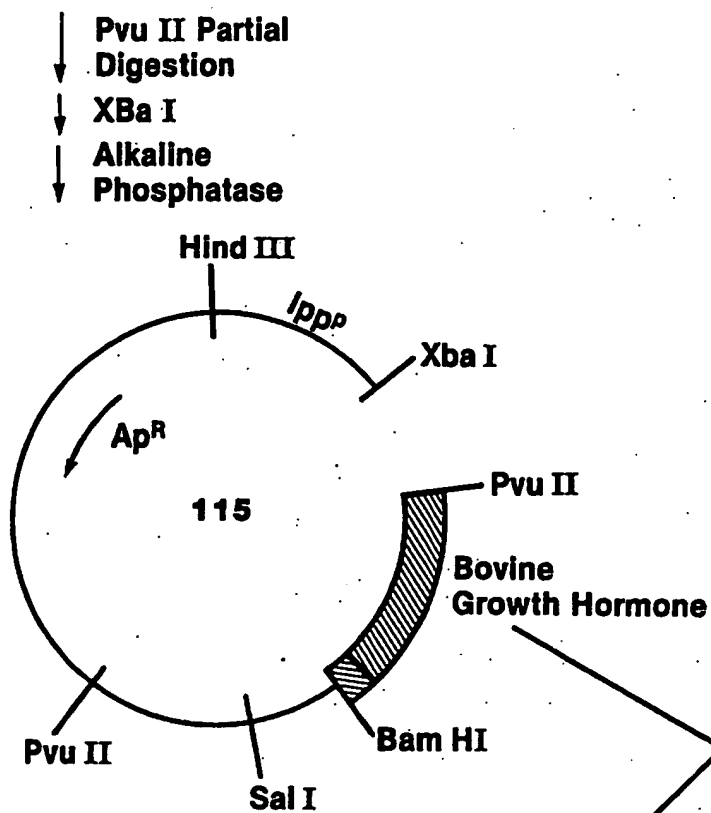 Pvu II Partial
Digestion
XBa I
Alkaline
Phosphatase
Hind III
lppᵖ
Xba I
Apᴿ
115
Pvu II
Bovine
Growth Hormone
Bam HI
Pvu II
Sal I